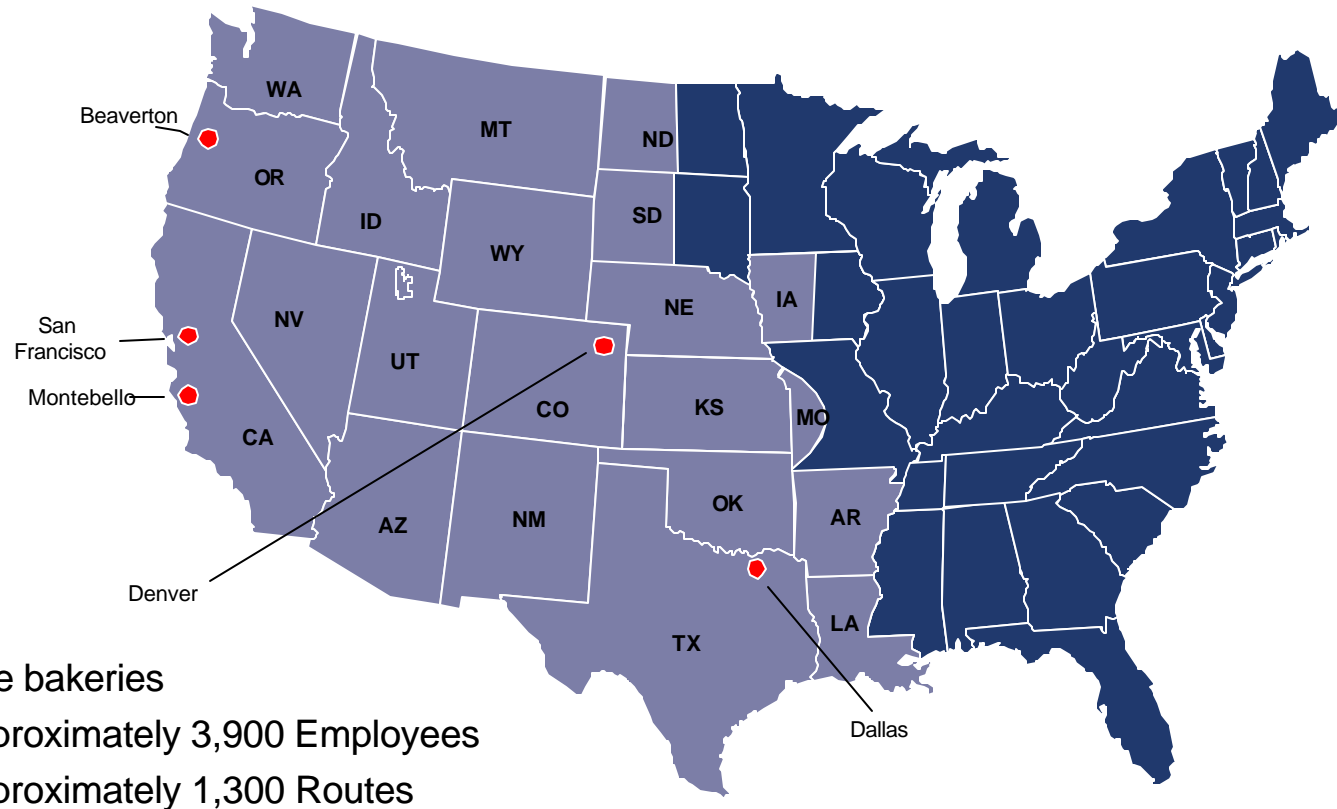 WA
Beaverton
MT
ND
OR
SD
ID
WY
IA
NE
NV
San
Francisco
UT
Montebello
KS
CO
MO
CA
OK
AR
AZ
NM
Denver
LA
TX
e bakeries
Dallas
proximately 3,900 Employees
proximately 1,300 Routes